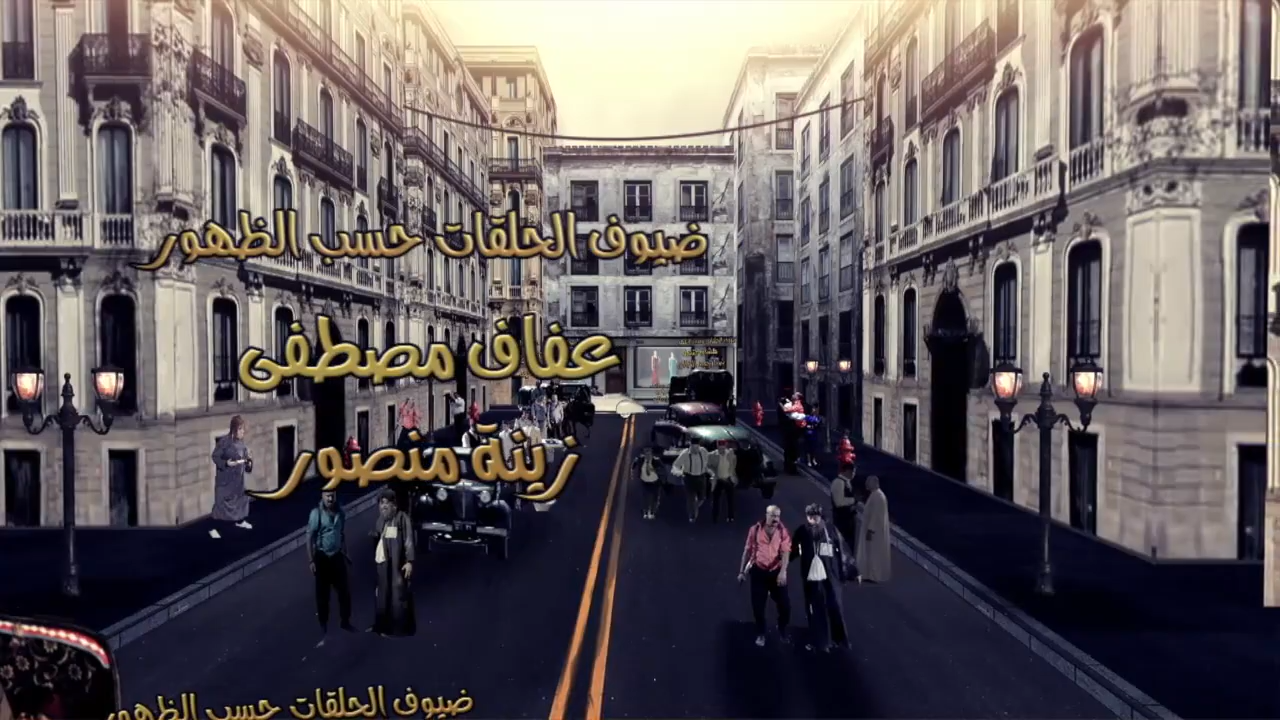 ضيوف الحلقات حسب الظهور
عفاف مصطفى
زينة منصور
ضيوف الحلقات حسب الظهور